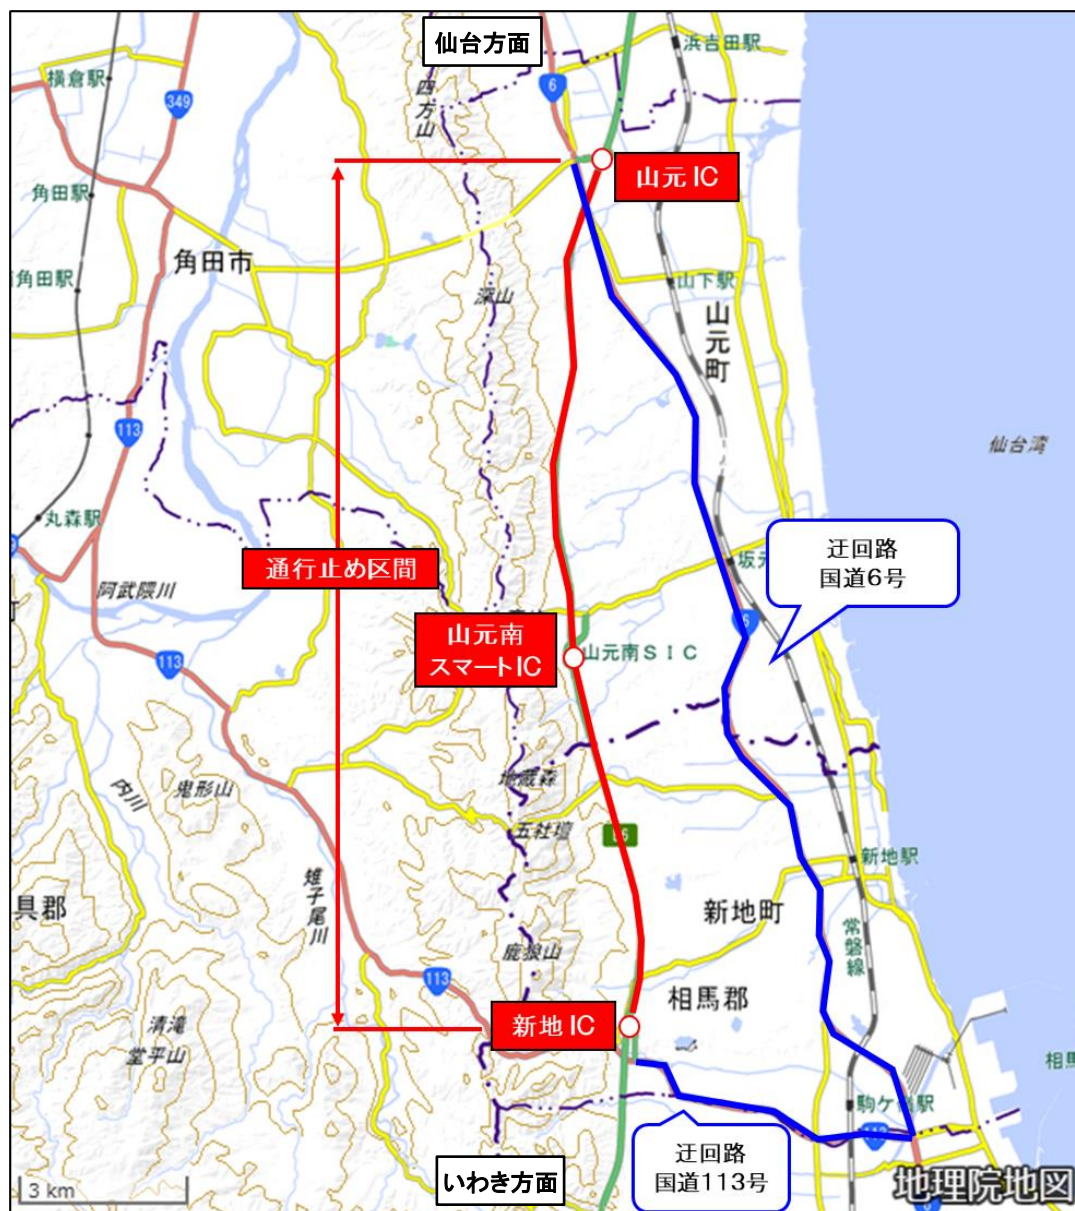 仙台方面
浜吉田駅
横倉駅
四方山
349
6
山元IC
角田駅
角田市
角田駅
深山
山下駅
山元町
113
仙台湾
丸森駅
迂回路
国道6号
通行止め区間
阿武隈川
坂元
6
山元南
スマートIC
山元南SIC
113
地蔵森
鬼形山
内川
五社壇
新地駅
雉子尾川
具郡
新地町
常磐線
鹿狼山
113
相馬郡
清滝
堂平山
新地IC
相馬
駒ケ嶺駅
迂回路
国道113号
いわき方面
3 km
地理院地図